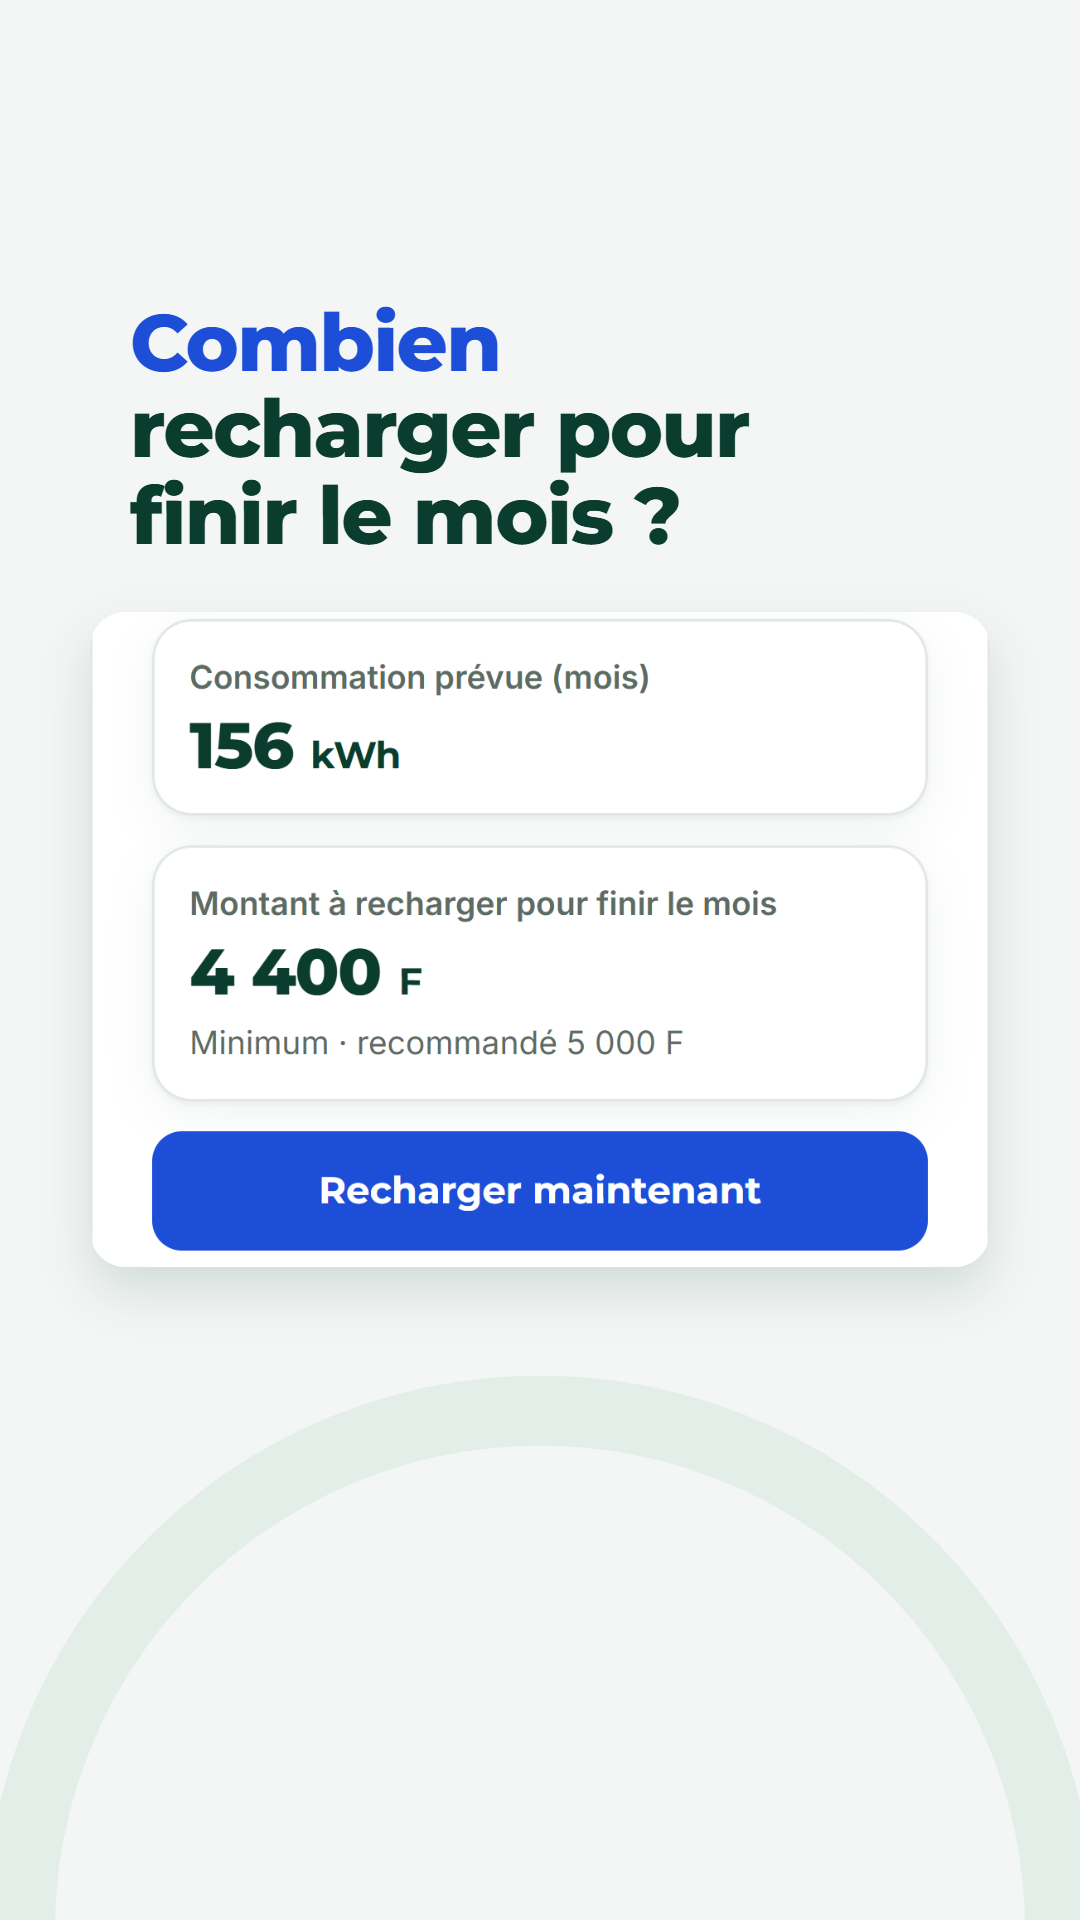 Combien
recharger pour
finir le mois ?
Consommation prévue (mois)
156 kWh
Montant à recharger pour finir le mois
4 400 F
Minimum · recommandé 5 000 F
Recharger maintenant